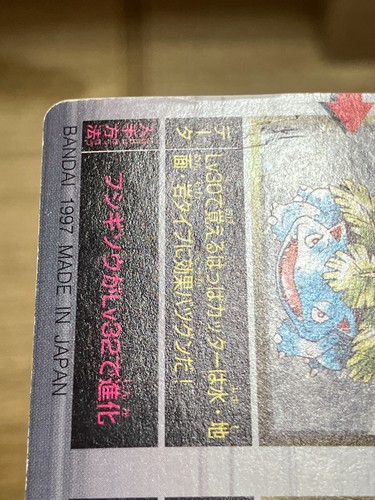 データ
Lv30で覚えるはっぱカッターは水・地
面・岩タイプに効果バツグンだ！
入手
方法
フシギソウがLv32で進化
BANDAI 1997 MADE IN JAPAN